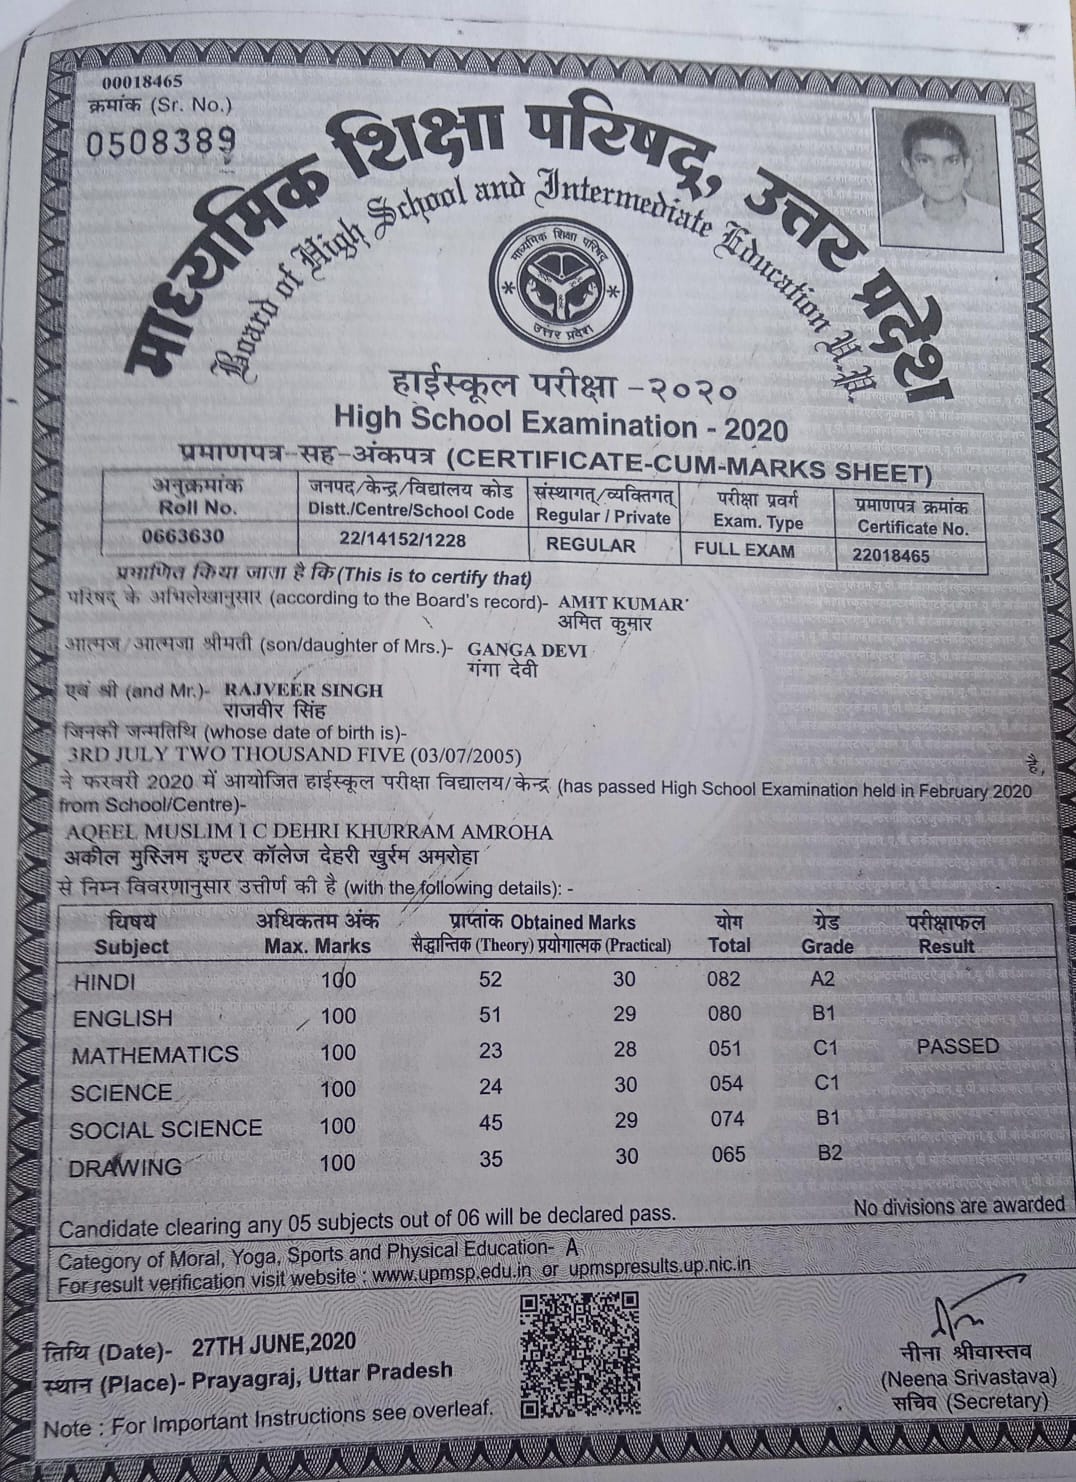 00018465
क्रमांक (Sr. No.)
0508389
माध्यमिक शिक्षा परिषद्, उत्तर प्रदेश
Board of High School and Intermediate Education U.P.
माध्यमिक शिक्षा परिषद्
उत्तर प्रदेश
हाईस्कूल परीक्षा -२०२०
High School Examination - 2020
प्रमाणपत्र-सह-अंकपत्र (CERTIFICATE-CUM-MARKS SHEET)
अनुक्रमांक जनपद/केन्द्र/विद्यालय कोड संस्थागत/व्यक्तिगत् परीक्षा प्रवर्ग प्रमाणपत्र क्रमांक
Roll No. Distt./Centre/School Code Regular / Private Exam. Type Certificate No.
0663630 22/14152/1228 REGULAR FULL EXAM 22018465
प्रमाणित किया जाता है कि (This is to certify that)
परिषद् के अभिलेखानुसार (according to the Board's record)- AMIT KUMAR
अमित कुमार
आत्मज/आत्मजा श्रीमती (son/daughter of Mrs.)- GANGA DEVI
गंगा देवी
एवं श्री (and Mr.)- RAJVEER SINGH
राजवीर सिंह
जिनकी जन्मतिथि (whose date of birth is)-
3RD JULY TWO THOUSAND FIVE (03/07/2005) है,
ने फरवरी 2020 में आयोजित हाईस्कूल परीक्षा विद्यालय/केन्द्र (has passed High School Examination held in February 2020
from School/Centre)-
AQEEL MUSLIM I C DEHRI KHURRAM AMROHA
अकील मुस्लिम इण्टर कॉलेज देहरी खुर्रम अमरोहा
से निम्न विवरणानुसार उत्तीर्ण की है (with the following details): -
विषय अधिकतम अंक प्राप्तांक Obtained Marks योग ग्रेड परीक्षाफल
Subject Max. Marks सैद्धान्तिक (Theory) प्रयोगात्मक (Practical) Total Grade Result
HINDI 100 52 30 082 A2
ENGLISH 100 51 29 080 B1
MATHEMATICS 100 23 28 051 C1 PASSED
SCIENCE 100 24 30 054 C1
SOCIAL SCIENCE 100 45 29 074 B1
DRAWING 100 35 30 065 B2
Candidate clearing any 05 subjects out of 06 will be declared pass. No divisions are awarded
Category of Moral, Yoga, Sports and Physical Education- A
For result verification visit website : www.upmsp.edu.in or upmspresults.up.nic.in
तिथि (Date)- 27TH JUNE,2020
स्थान (Place)- Prayagraj, Uttar Pradesh
Note : For Important Instructions see overleaf.
नीना श्रीवास्तव
(Neena Srivastava)
सचिव (Secretary)